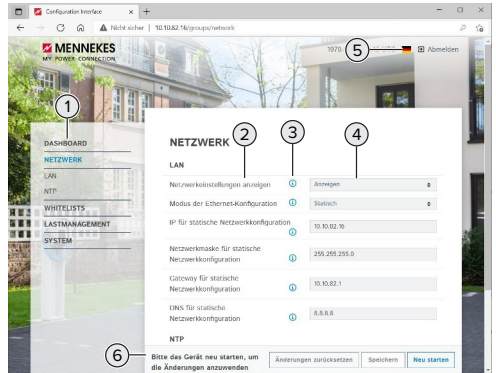 Configuration Interface
Nicht sicher | 10.10.82.16/groups/network
MENNEKES
MY POWER CONNECTION
1970-
5
Abmelden
1
DASHBOARD
NETZWERK
LAN
NTP
WHITELISTS
LASTMANAGEMENT
SYSTEM
NETZWERK
2
3
4
LAN
Netzwerkeinstellungen anzeigen
Anzeigen
Modus der Ethernet-Konfiguration
Statisch
IP für statische Netzwerkkonfiguration
10.10.82.16
Netzwerkmaske für statische
Netzwerkkonfiguration
255.255.255.0
Gateway für statische
Netzwerkkonfiguration
10.10.82.1
DNS für statische
Netzwerkkonfiguration
8.8.8.8
NTP
6
Bitte das Gerät neu starten, um
die Änderungen anzuwenden
Änderungen zurücksetzen
Speichern
Neu starten